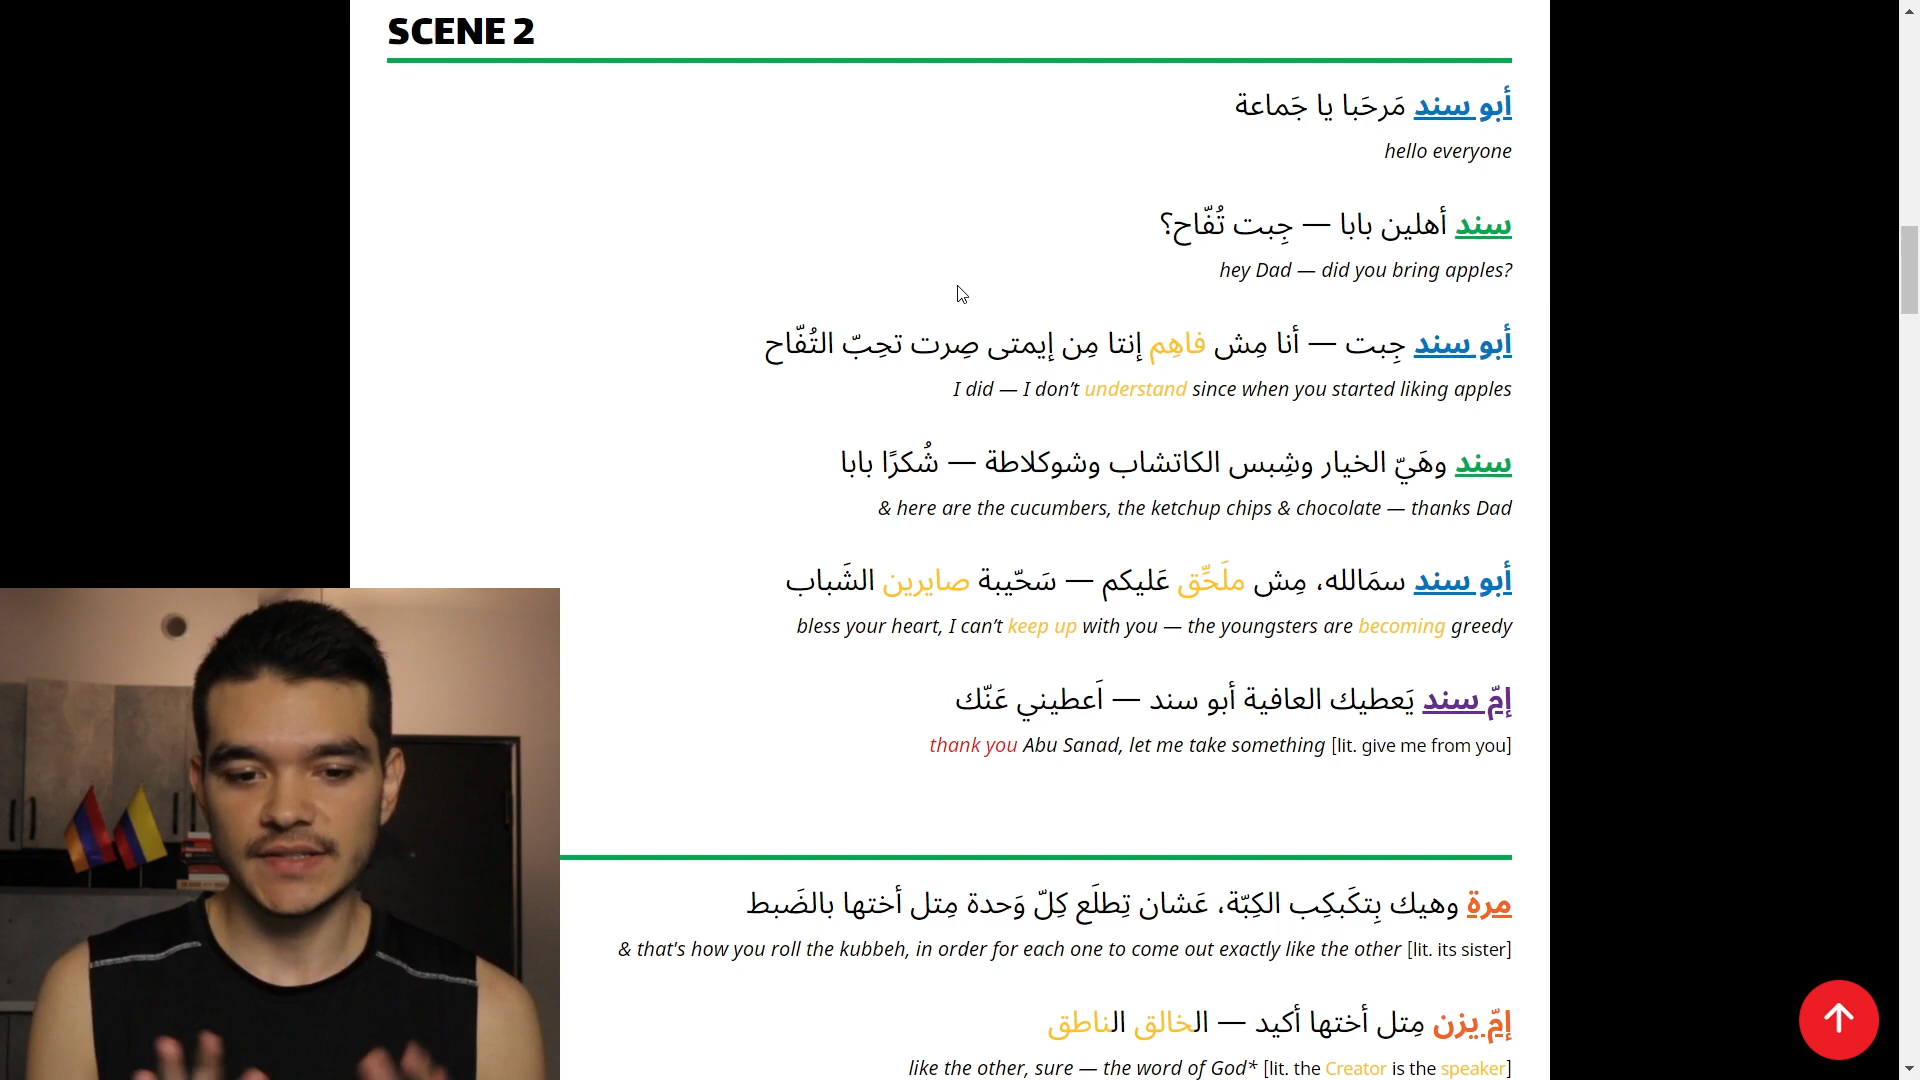 SCENE 2
أبو سند مَرحَبا يا جَماعة
hello everyone
سند أهلين بابا — جِبت تُفّاح؟
hey Dad — did you bring apples?
أبو سند جِبت — أنا مِش فاهِم إنتا مِن إيمتى صِرت تحِبّ التُفّاح
I did — I don’t understand since when you started liking apples
سند وهَيّ الخيار وشِبس الكاتشاب وشوكلاطة — شُكرًا بابا
& here are the cucumbers, the ketchup chips & chocolate — thanks Dad
أبو سند سمَالله، مِش ملَحِّق عَليكم — سَحّيبة صايرين الشَباب
bless your heart, I can’t keep up with you — the youngsters are becoming greedy
إمّ سند يَعطيك العافية أبو سند — اَعطيني عَنّك
thank you Abu Sanad, let me take something [lit. give me from you]
مرة وهيك بِتكَبكِب الكِبّة، عَشان تِطلَع كِلّ وَحدة مِتل أختها بالضَبط
& that's how you roll the kubbeh, in order for each one to come out exactly like the other [lit. its sister]
إمّ يزن مِتل أختها أكيد — الخالق الناطق
like the other, sure — the word of God* [lit. the Creator is the speaker]